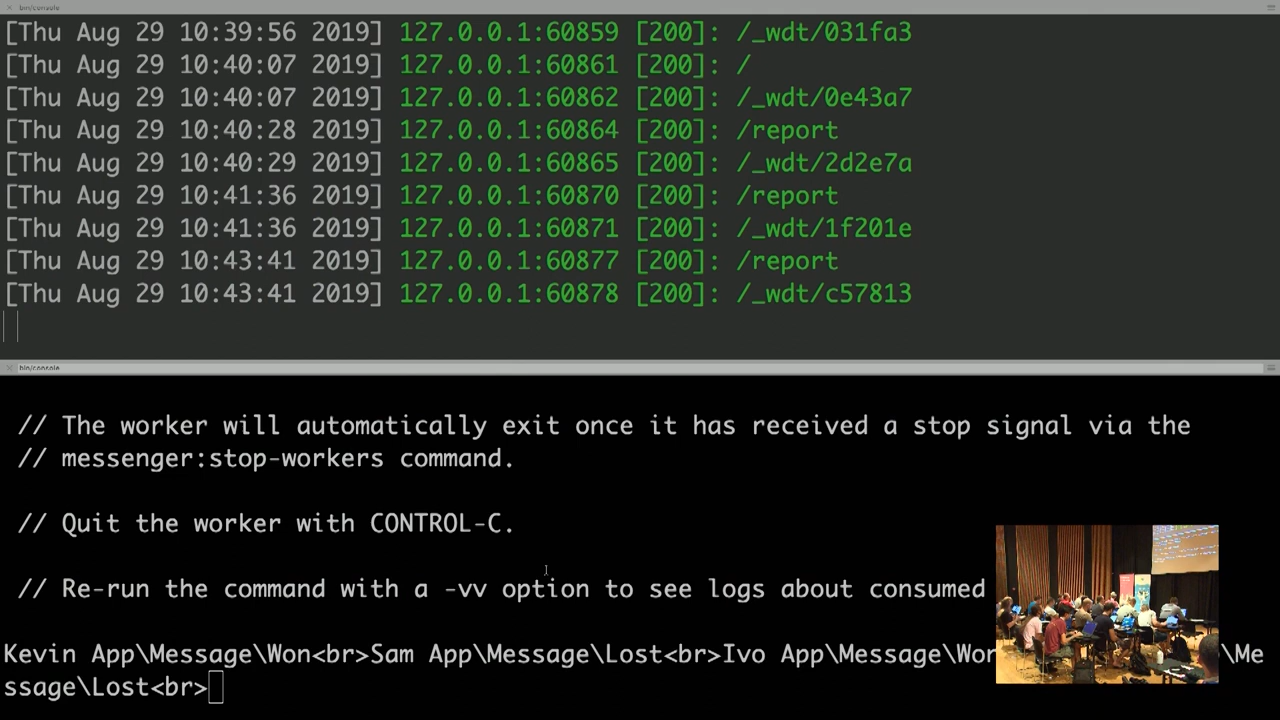 bin/console
[Thu Aug 29 10:39:56 2019] 127.0.0.1:60859 [200]: /_wdt/031fa3
[Thu Aug 29 10:40:07 2019] 127.0.0.1:60861 [200]: /
[Thu Aug 29 10:40:07 2019] 127.0.0.1:60862 [200]: /_wdt/0e43a7
[Thu Aug 29 10:40:28 2019] 127.0.0.1:60864 [200]: /report
[Thu Aug 29 10:40:29 2019] 127.0.0.1:60865 [200]: /_wdt/2d2e7a
[Thu Aug 29 10:41:36 2019] 127.0.0.1:60870 [200]: /report
[Thu Aug 29 10:41:36 2019] 127.0.0.1:60871 [200]: /_wdt/1f201e
[Thu Aug 29 10:43:41 2019] 127.0.0.1:60877 [200]: /report
[Thu Aug 29 10:43:41 2019] 127.0.0.1:60878 [200]: /_wdt/c57813
bin/console
// The worker will automatically exit once it has received a stop signal via the
// messenger:stop-workers command.
// Quit the worker with CONTROL-C.
// Re-run the command with a -vv option to see logs about consumed
Kevin App\Message\Won<br>Sam App\Message\Lost<br>Ivo App\Message\Wo \Me
ssage\Lost<br>